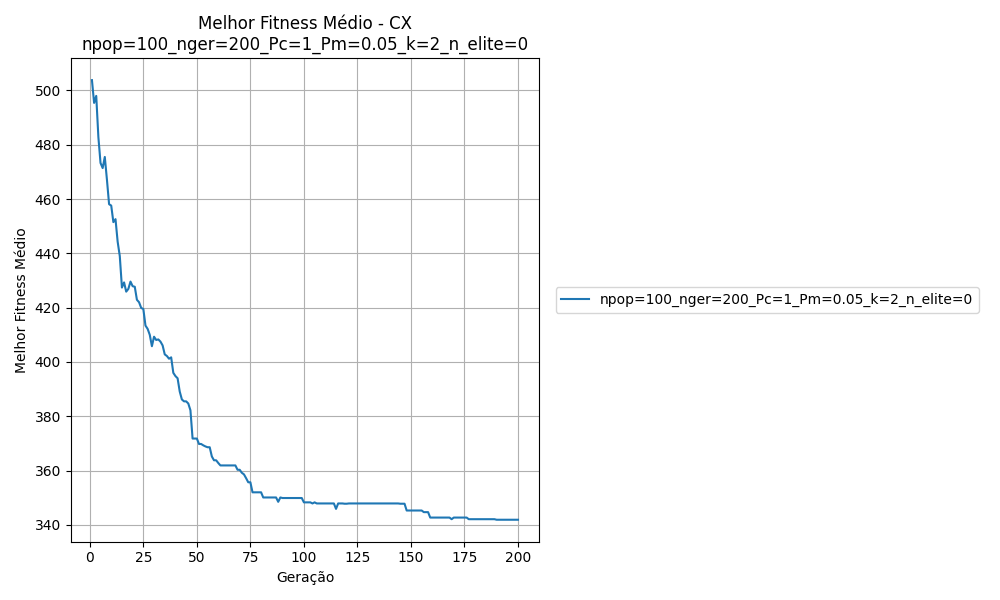 Melhor Fitness Médio - CX
npop=100_nger=200_Pc=1_Pm=0.05_k=2_n_elite=0
Melhor Fitness Médio
500
480
460
440
420
400
380
360
340
0 25 50 75 100 125 150 175 200
Geração
npop=100_nger=200_Pc=1_Pm=0.05_k=2_n_elite=0